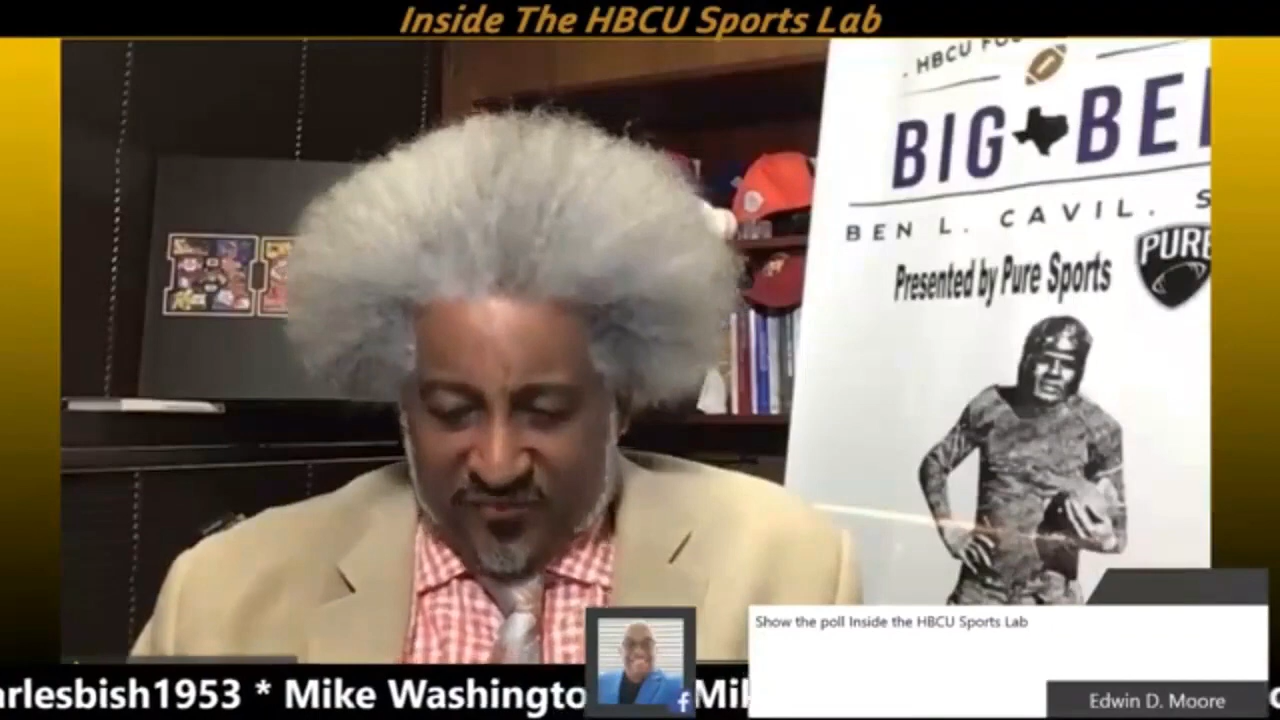 Inside The HBCU Sports Lab
. HBCU FO
BIG BE
BEN L. CAVIL. S
Presented by Pure Sports
PURE
Show the poll Inside the HBCU Sports Lab
arlesbish1953 * Mike Washingto
Mik
Edwin D. Moore